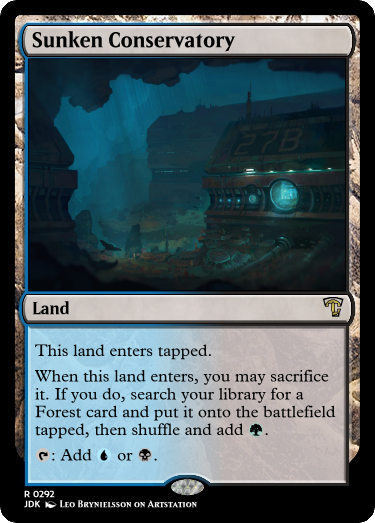 Sunken Conservatory
27B
Land
This land enters tapped.
When this land enters, you may sacrifice
it. If you do, search your library for a
Forest card and put it onto the battlefield
tapped, then shuffle and add .
: Add or .
R 0292
JDK Leo Brynielsson on Artstation